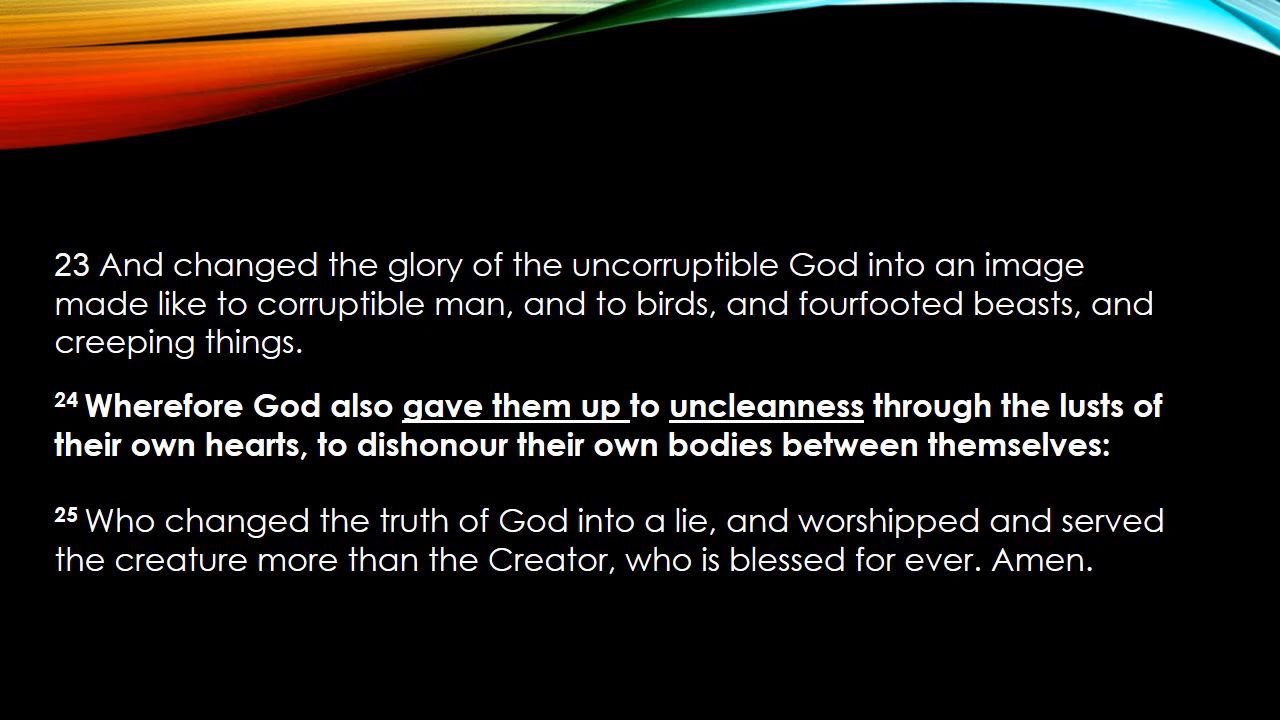 23 And changed the glory of the uncorruptible God into an image
made like to corruptible man, and to birds, and fourfooted beasts, and
creeping things.
24 Wherefore God also gave them up to uncleanness through the lusts of
their own hearts, to dishonour their own bodies between themselves:
25 Who changed the truth of God into a lie, and worshipped and served
the creature more than the Creator, who is blessed for ever. Amen.